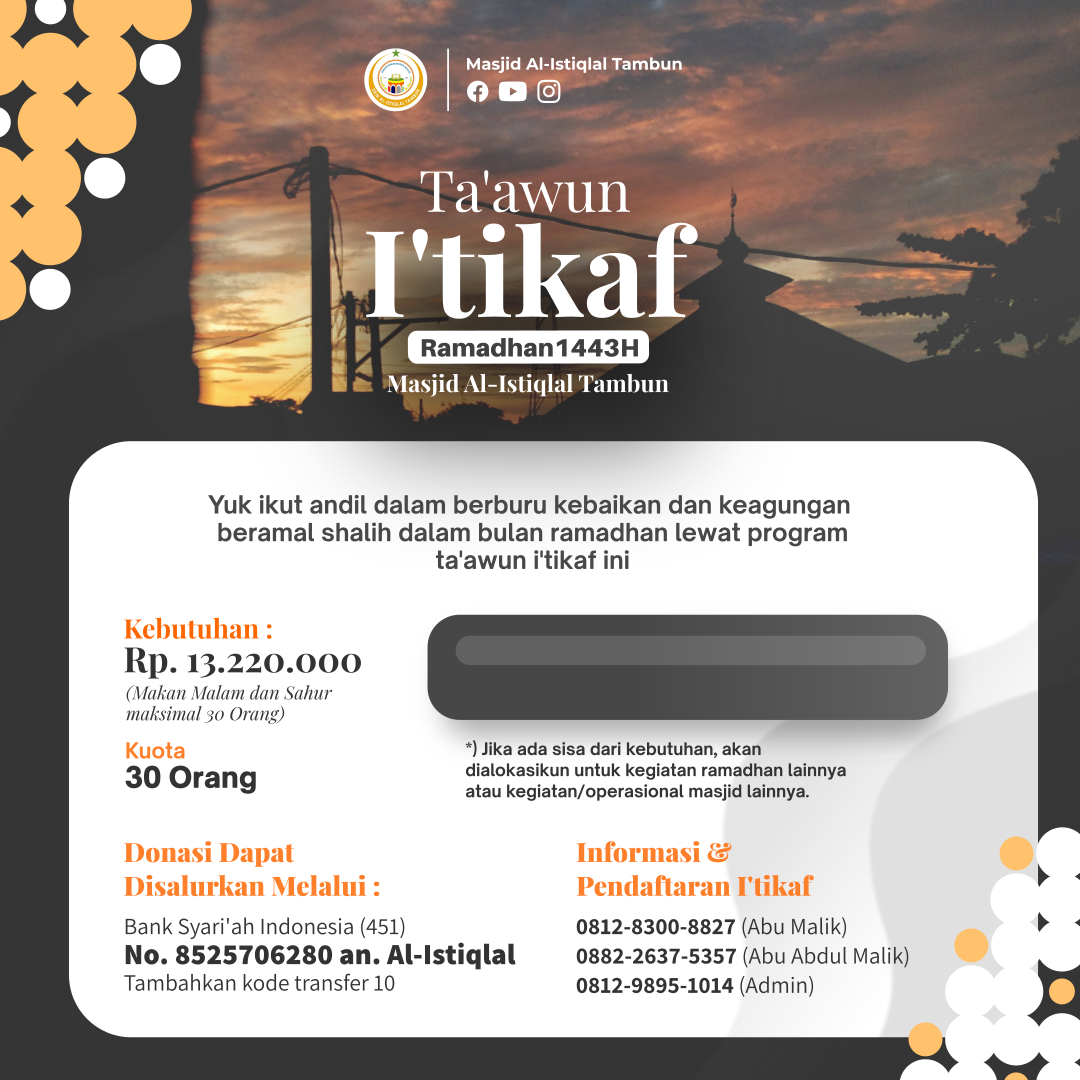 Masjid Al-Istiqlal Tambun
Ta'awun
I'tikaf
Ramadhan1443H
Masjid Al-Istiqlal Tambun
Yuk ikut andil dalam berburu kebaikan dan keagungan
beramal shalih dalam bulan ramadhan lewat program
ta'awun i'tikaf ini
Kebutuhan :
Rp. 13.220.000
(Makan Malam dan Sahur
maksimal 30 Orang)
Kuota
30 Orang
*) Jika ada sisa dari kebutuhan, akan
dialokasikun untuk kegiatan ramadhan lainnya
atau kegiatan/operasional masjid lainnya.
Donasi Dapat
Disalurkan Melalui :
Bank Syari'ah Indonesia (451)
No. 8525706280 an. Al-Istiqlal
Tambahkan kode transfer 10
Informasi &
Pendaftaran I'tikaf
0812-8300-8827 (Abu Malik)
0882-2637-5357 (Abu Abdul Malik)
0812-9895-1014 (Admin)